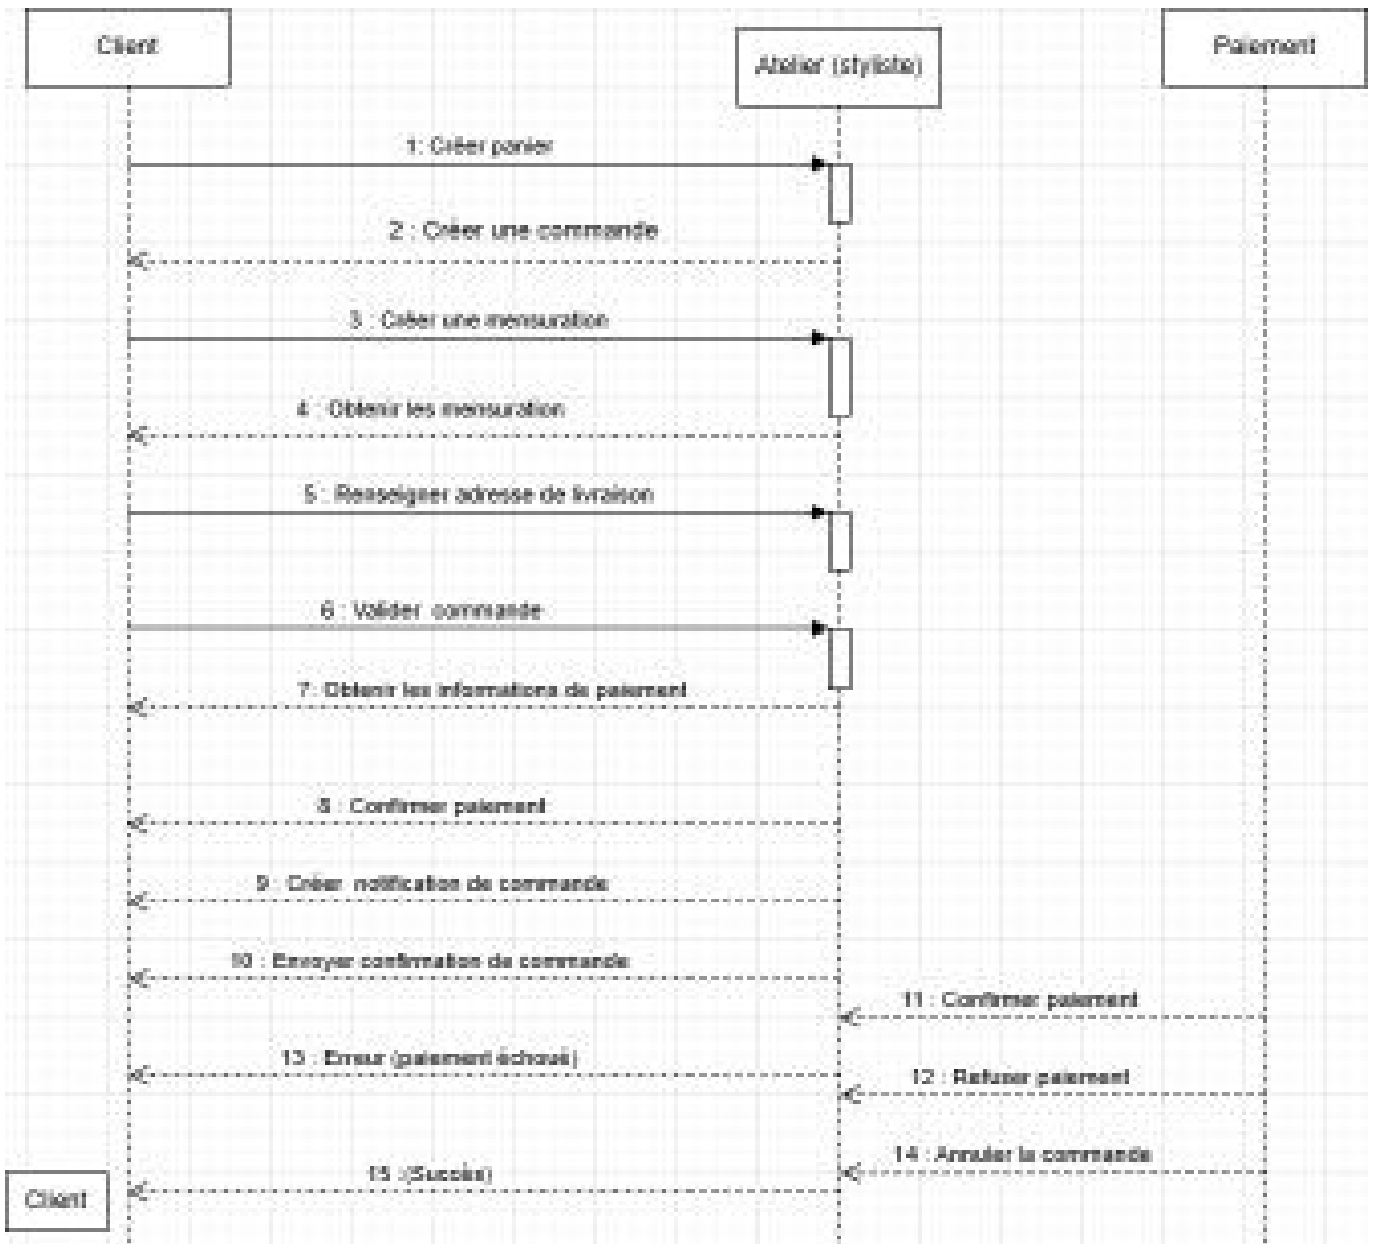 Client
Atelier (styliste)
Paiement
1: Créer panier
2 : Créer une commande
3 : Créer une mensuration
4 : Obtenir les mensuration
5 : Renseigner adresse de livraison
6 : Valider commande
7: Obtenir les informations de paiement
8 : Confirmer paiement
9 : Créer notification de commande
10 : Envoyer confirmation de commande
11 : Confirmer paiement
13 : Erreur (paiement échoué)
12 : Refuser paiement
14 : Annuler la commande
15 :(Succès)
Client